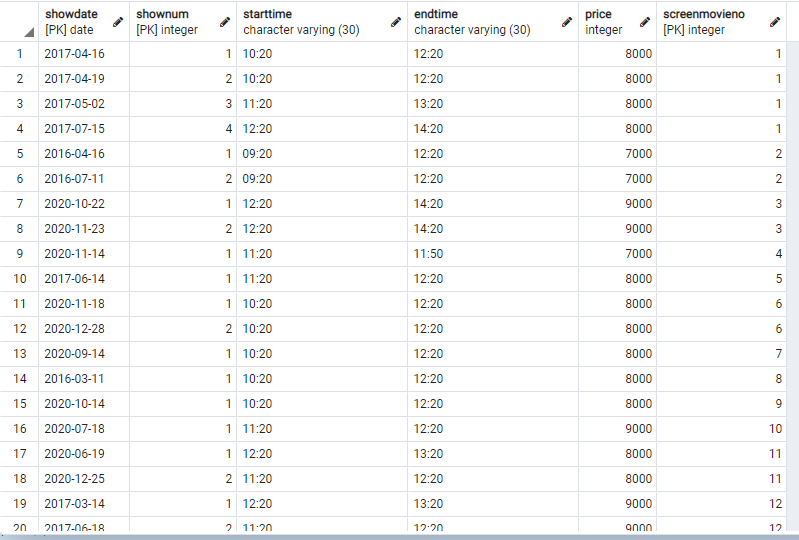 showdate shownum starttime endtime price screenmovieno
[PK] date [PK] integer character varying (30) character varying (30) integer [PK] integer
1 2017-04-16 1 10:20 12:20 8000 1
2 2017-04-19 2 10:20 12:20 8000 1
3 2017-05-02 3 11:20 13:20 8000 1
4 2017-07-15 4 12:20 14:20 8000 1
5 2016-04-16 1 09:20 12:20 7000 2
6 2016-07-11 2 09:20 12:20 7000 2
7 2020-10-22 1 12:20 14:20 9000 3
8 2020-11-23 2 12:20 14:20 9000 3
9 2020-11-14 1 11:20 11:50 7000 4
10 2017-06-14 1 11:20 12:20 8000 5
11 2020-11-18 1 10:20 12:20 8000 6
12 2020-12-28 2 10:20 12:20 8000 6
13 2020-09-14 1 10:20 12:20 8000 7
14 2016-03-11 1 10:20 12:20 8000 8
15 2020-10-14 1 10:20 12:20 8000 9
16 2020-07-18 1 11:20 12:20 9000 10
17 2020-06-19 1 12:20 13:20 8000 11
18 2020-12-25 2 11:20 12:20 8000 11
19 2017-03-14 1 12:20 13:20 9000 12
20 2017-06-18 2 11:20 12:20 9000 12